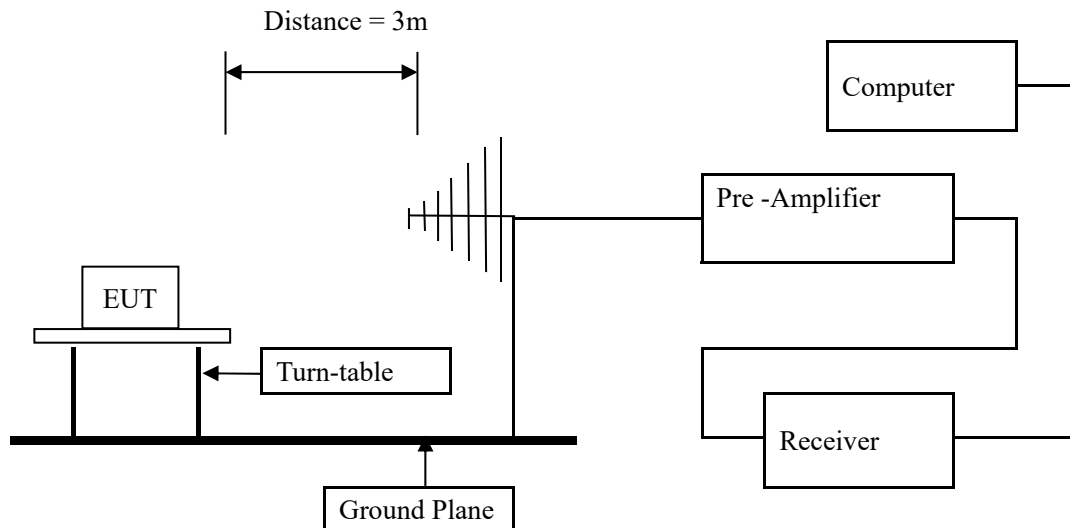 Distance = 3m
Computer
Pre -Amplifier
EUT
Turn-table
Receiver
Ground Plane